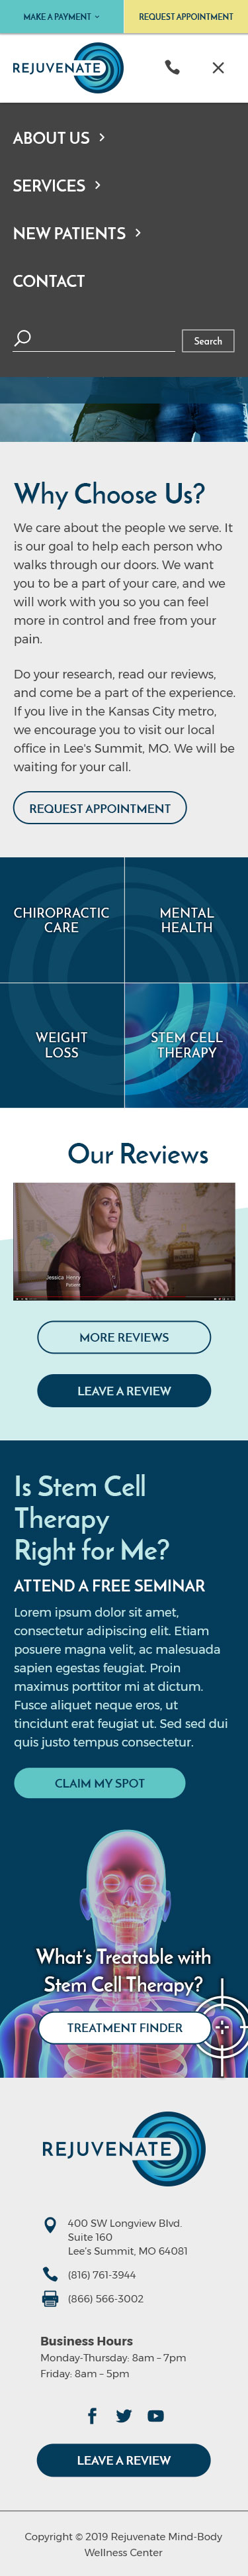 MAKE A PAYMENT
REQUEST APPOINTMENT
REJUVENATE
ABOUT US
SERVICES
NEW PATIENTS
CONTACT
Search
Why Choose Us?
We care about the people we serve. It
is our goal to help each person who
walks through our doors. We want
you to be a part of your care, and we
will work with you so you can feel
more in control and free from your
pain.
Do your research, read our reviews,
and come be a part of the experience.
If you live in the Kansas City metro,
we encourage you to visit our local
office in Lee's Summit, MO. We will be
waiting for your call.
REQUEST APPOINTMENT
CHIROPRACTIC
CARE
MENTAL
HEALTH
WEIGHT
LOSS
STEM CELL
THERAPY
Our Reviews
Jessica Henry
Patient
MORE REVIEWS
LEAVE A REVIEW
Is Stem Cell
Therapy
Right for Me?
ATTEND A FREE SEMINAR
Lorem ipsum dolor sit amet,
consectetur adipiscing elit. Etiam
posuere magna velit, ac malesuada
sapien egestas feugiat. Proin
maximus porttitor mi at dictum.
Fusce aliquet neque eros, ut
tincidunt erat feugiat ut. Sed sed dui
quis justo tempus consectetur.
CLAIM MY SPOT
What's Treatable with
Stem Cell Therapy?
TREATMENT FINDER
REJUVENATE
400 SW Longview Blvd.
Suite 160
Lee's Summit, MO 64081
(816) 761-3944
(866) 566-3002
Business Hours
Monday-Thursday: 8am – 7pm
Friday: 8am – 5pm
LEAVE A REVIEW
Copyright © 2019 Rejuvenate Mind-Body
Wellness Center